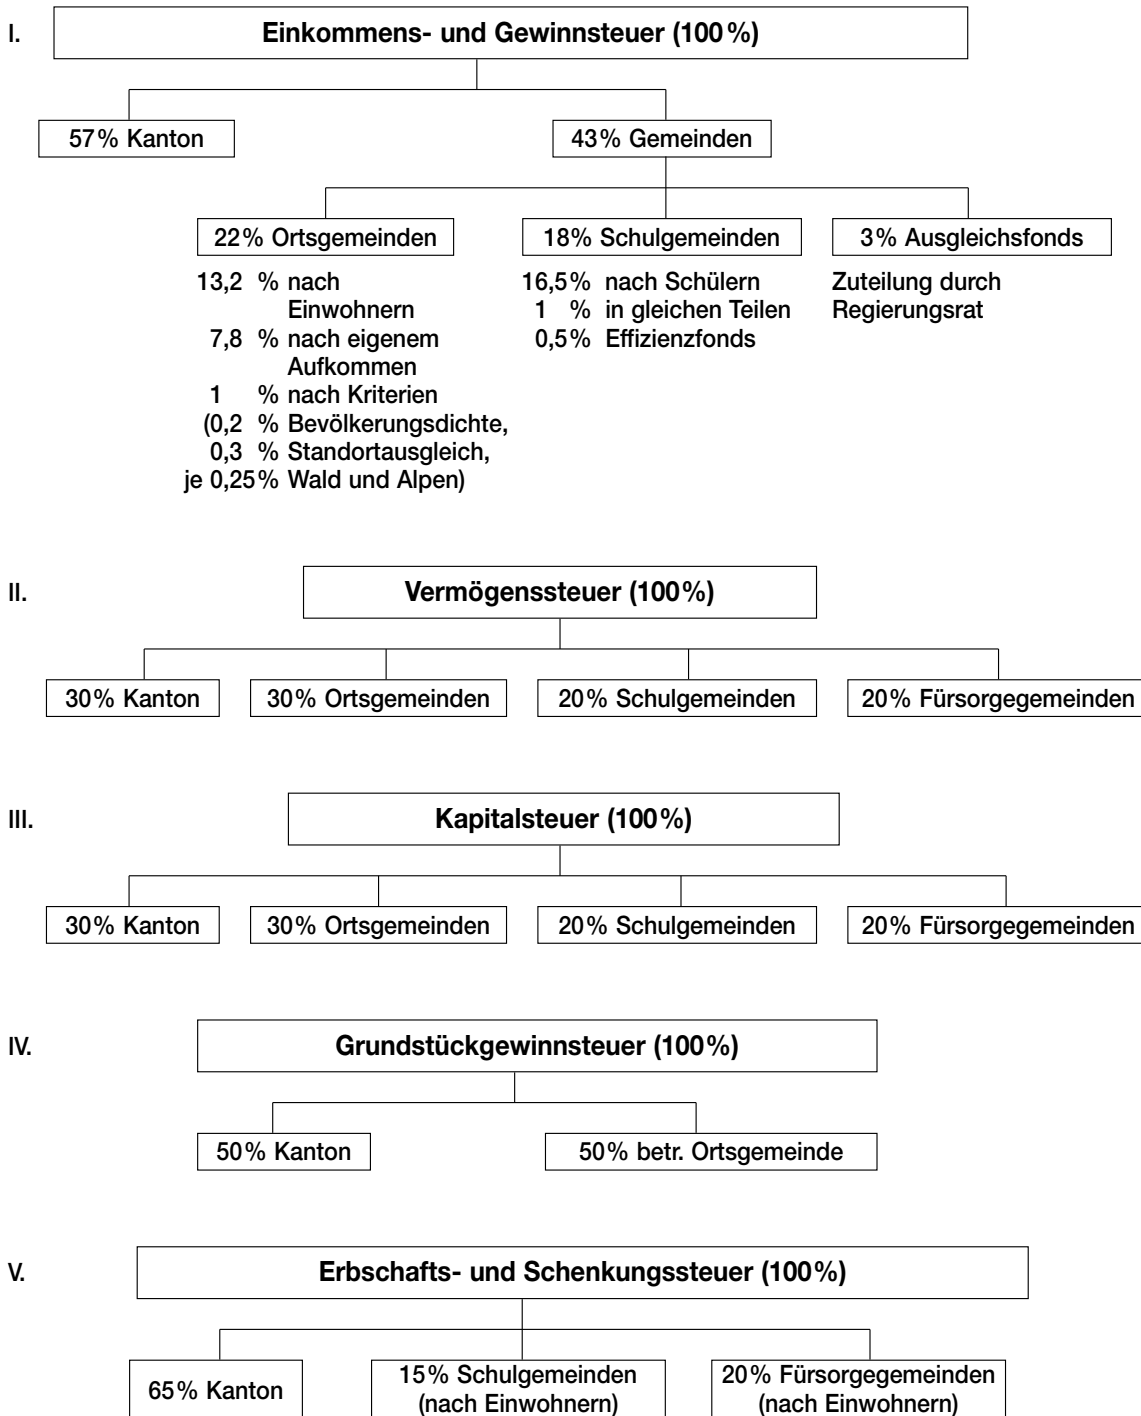 I.
Einkommens- und Gewinnsteuer (100%)
57% Kanton
43% Gemeinden
22% Ortsgemeinden
13,2 % nach
Einwohnern
7,8 % nach eigenem
Aufkommen
1 % nach Kriterien
(0,2 % Bevölkerungsdichte,
0,3 % Standortausgleich,
je 0,25% Wald und Alpen)
18% Schulgemeinden
16,5% nach Schülern
1 % in gleichen Teilen
0,5% Effizienzfonds
3% Ausgleichsfonds
Zuteilung durch
Regierungsrat
II.
Vermögenssteuer (100%)
30% Kanton
30% Ortsgemeinden
20% Schulgemeinden
20% Fürsorgegemeinden
III.
Kapitalsteuer (100%)
30% Kanton
30% Ortsgemeinden
20% Schulgemeinden
20% Fürsorgegemeinden
IV.
Grundstückgewinnsteuer (100%)
50% Kanton
50% betr. Ortsgemeinde
V.
Erbschafts- und Schenkungssteuer (100%)
65% Kanton
15% Schulgemeinden
(nach Einwohnern)
20% Fürsorgegemeinden
(nach Einwohnern)